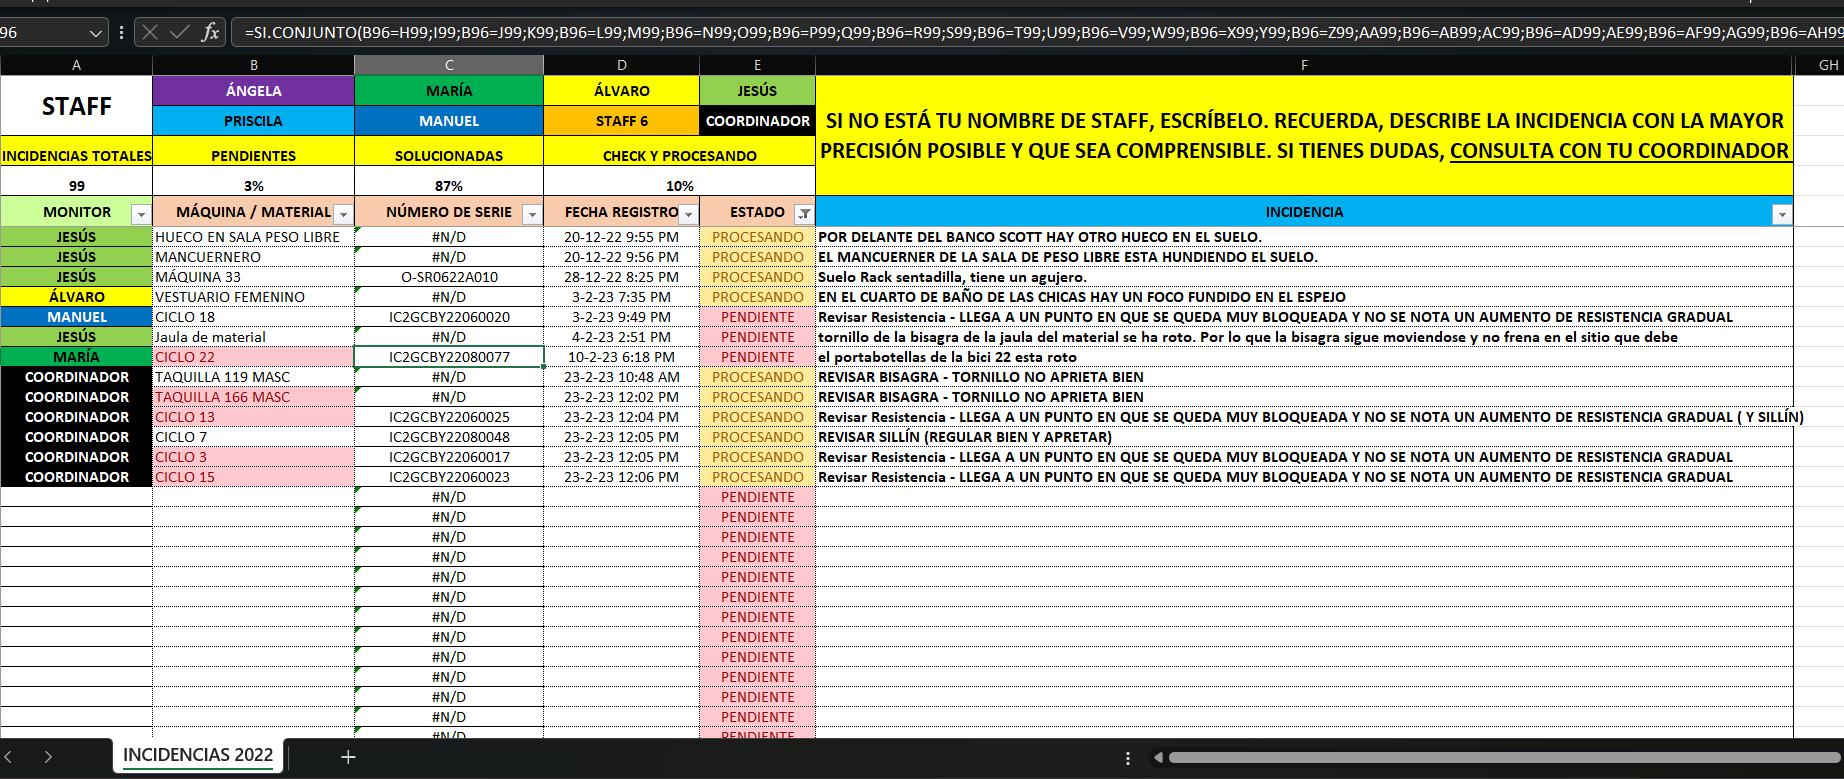 96 fx =SI.CONJUNTO(B96=H99;I99;B96=J99;K99;B96=L99;M99;B96=N99;O99;B96=P99;Q99;B96=R99;S99;B96=T99;U99;B96=V99;W99;B96=X99;Y99;B96=Z99;AA99;B96=AB99;AC99;B96=AD99;AE99;B96=AF99;AG99;B96=AH99
A B C D E F GH
STAFF ÁNGELA MARÍA ÁLVARO JESÚS
PRISCILA MANUEL STAFF 6 COORDINADOR
SI NO ESTÁ TU NOMBRE DE STAFF, ESCRÍBELO. RECUERDA, DESCRIBE LA INCIDENCIA CON LA MAYOR
PRECISIÓN POSIBLE Y QUE SEA COMPRENSIBLE. SI TIENES DUDAS, CONSULTA CON TU COORDINADOR
INCIDENCIAS TOTALES PENDIENTES SOLUCIONADAS CHECK Y PROCESANDO
99 3% 87% 10%
MONITOR MÁQUINA / MATERIAL NÚMERO DE SERIE FECHA REGISTRO ESTADO INCIDENCIA
JESÚS HUECO EN SALA PESO LIBRE #N/D 20-12-22 9:55 PM PROCESANDO POR DELANTE DEL BANCO SCOTT HAY OTRO HUECO EN EL SUELO.
JESÚS MANCUERNERO #N/D 20-12-22 9:56 PM PROCESANDO EL MANCUERNER DE LA SALA DE PESO LIBRE ESTA HUNDIENDO EL SUELO.
JESÚS MÁQUINA 33 O-SR0622A010 28-12-22 2:33 PM PROCESANDO Suelo Rack sentadilla, tiene un agujero.
ÁLVARO VESTUARIO FEMENINO #N/D 3-2-23 7:35 PM PROCESANDO EN EL CUARTO DE BAÑO DE LAS CHICAS HAY UN FOCO FUNDIDO EN EL ESPEJO
MANUEL CICLO 18 IC2GCBY22060020 3-2-23 9:49 PM PENDIENTE Revisar Resistencia - LLEGA A UN PUNTO EN QUE SE QUEDA MUY BLOQUEADA Y NO SE NOTA UN AUMENTO DE RESISTENCIA GRADUAL
JESÚS Jaula de material #N/D 4-2-23 2:51 PM PENDIENTE tornillo de la bisagra de la jaula del material se ha roto. Por lo que la bisagra sigue moviendose y no frena en el sitio que debe
MARÍA CICLO 22 IC2GCBY22080077 10-2-23 6:18 PM PENDIENTE el portabotellas de la bici 22 esta roto
COORDINADOR TAQUILLA 119 MASC #N/D 23-2-23 10:48 AM PROCESANDO REVISAR BISAGRA - TORNILLO NO APRIETA BIEN
COORDINADOR TAQUILLA 166 MASC #N/D 23-2-23 12:02 PM PROCESANDO REVISAR BISAGRA - TORNILLO NO APRIETA BIEN
COORDINADOR CICLO 13 IC2GCBY22060025 23-2-23 12:04 PM PROCESANDO Revisar Resistencia - LLEGA A UN PUNTO EN QUE SE QUEDA MUY BLOQUEADA Y NO SE NOTA UN AUMENTO DE RESISTENCIA GRADUAL ( Y SILLÍN)
COORDINADOR CICLO 7 IC2GCBY22080048 23-2-23 12:05 PM PROCESANDO REVISAR SILLÍN (REGULAR BIEN Y APRETAR)
COORDINADOR CICLO 3 IC2GCBY22060017 23-2-23 12:05 PM PROCESANDO Revisar Resistencia - LLEGA A UN PUNTO EN QUE SE QUEDA MUY BLOQUEADA Y NO SE NOTA UN AUMENTO DE RESISTENCIA GRADUAL
COORDINADOR CICLO 15 IC2GCBY22060023 23-2-23 12:06 PM PROCESANDO Revisar Resistencia - LLEGA A UN PUNTO EN QUE SE QUEDA MUY BLOQUEADA Y NO SE NOTA UN AUMENTO DE RESISTENCIA GRADUAL
#N/D PENDIENTE
#N/D PENDIENTE
#N/D PENDIENTE
#N/D PENDIENTE
#N/D PENDIENTE
#N/D PENDIENTE
#N/D PENDIENTE
#N/D PENDIENTE
#N/D PENDIENTE
#N/D PENDIENTE
#N/D PENDIENTE
#N/D PENDIENTE
#N/D PENDIENTE
INCIDENCIAS 2022